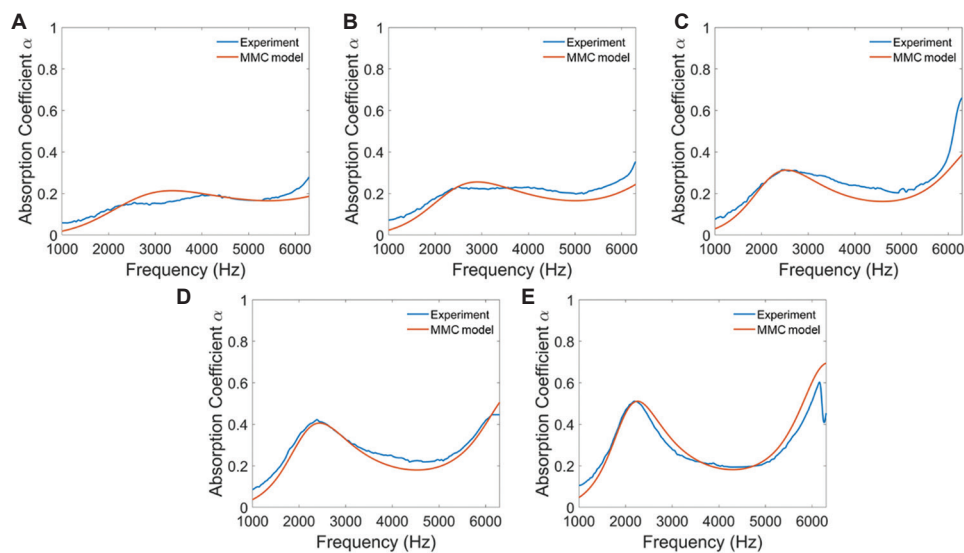 A
Absorption Coefficient α
1
0.8
0.6
0.4
0.2
0
1000 2000 3000 4000 5000 6000
Frequency (Hz)
Experiment
MMC model
B
Absorption Coefficient α
1
0.8
0.6
0.4
0.2
0
1000 2000 3000 4000 5000 6000
Frequency (Hz)
Experiment
MMC model
C
Absorption Coefficient α
1
0.8
0.6
0.4
0.2
0
1000 2000 3000 4000 5000 6000
Frequency (Hz)
Experiment
MMC model
D
Absorption Coefficient α
1
0.8
0.6
0.4
0.2
0
1000 2000 3000 4000 5000 6000
Frequency (Hz)
Experiment
MMC model
E
Absorption Coefficient α
1
0.8
0.6
0.4
0.2
0
1000 2000 3000 4000 5000 6000
Frequency (Hz)
Experiment
MMC model